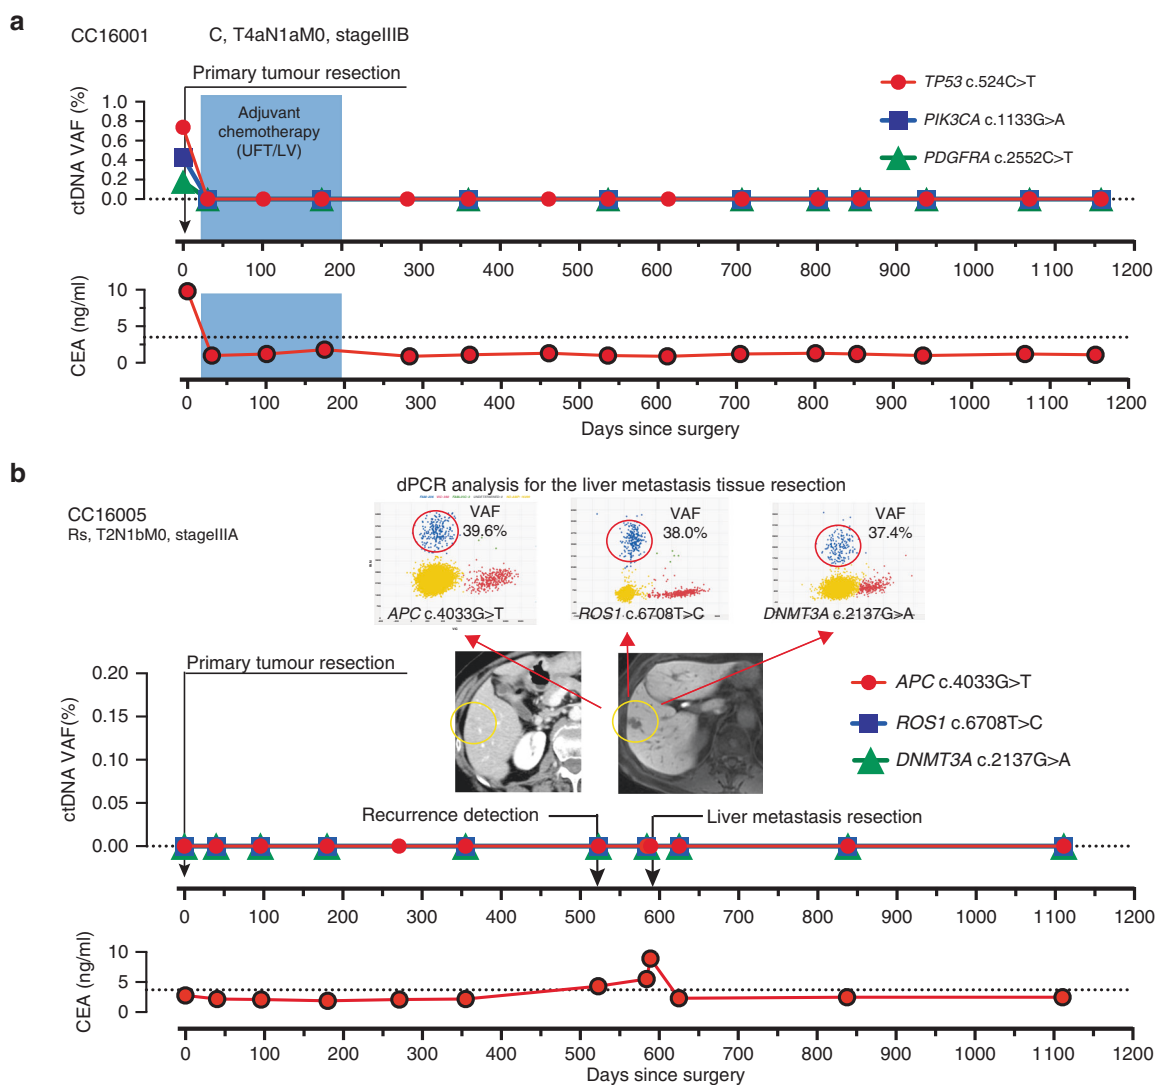 a
CC16001 C, T4aN1aM0, stageIIIB
Primary tumour resection
Adjuvant
chemotherapy
(UFT/LV)
TP53 c.524C>T
PIK3CA c.1133G>A
PDGFRA c.2552C>T
ctDNA VAF (%)
1.0
0.8
0.6
0.4
0.2
0.0
0 100 200 300 400 500 600 700 800 900 1000 1100 1200
CEA (ng/ml)
10
5
0
0 100 200 300 400 500 600 700 800 900 1000 1100 1200
Days since surgery
b
dPCR analysis for the liver metastasis tissue resection
CC16005
Rs, T2N1bM0, stageIIIA
VAF
39.6%
APC c.4033G>T
VAF
38.0%
ROS1 c.6708T>C
VAF
37.4%
DNMT3A c.2137G>A
Primary tumour resection
APC c.4033G>T
ROS1 c.6708T>C
DNMT3A c.2137G>A
ctDNA VAF(%)
0.20
0.15
0.10
0.05
0.00
Recurrence detection
Liver metastasis resection
0 100 200 300 400 500 600 700 800 900 1000 1100 1200
CEA (ng/ml)
10
5
0
0 100 200 300 400 500 600 700 800 900 1000 1100 1200
Days since surgery